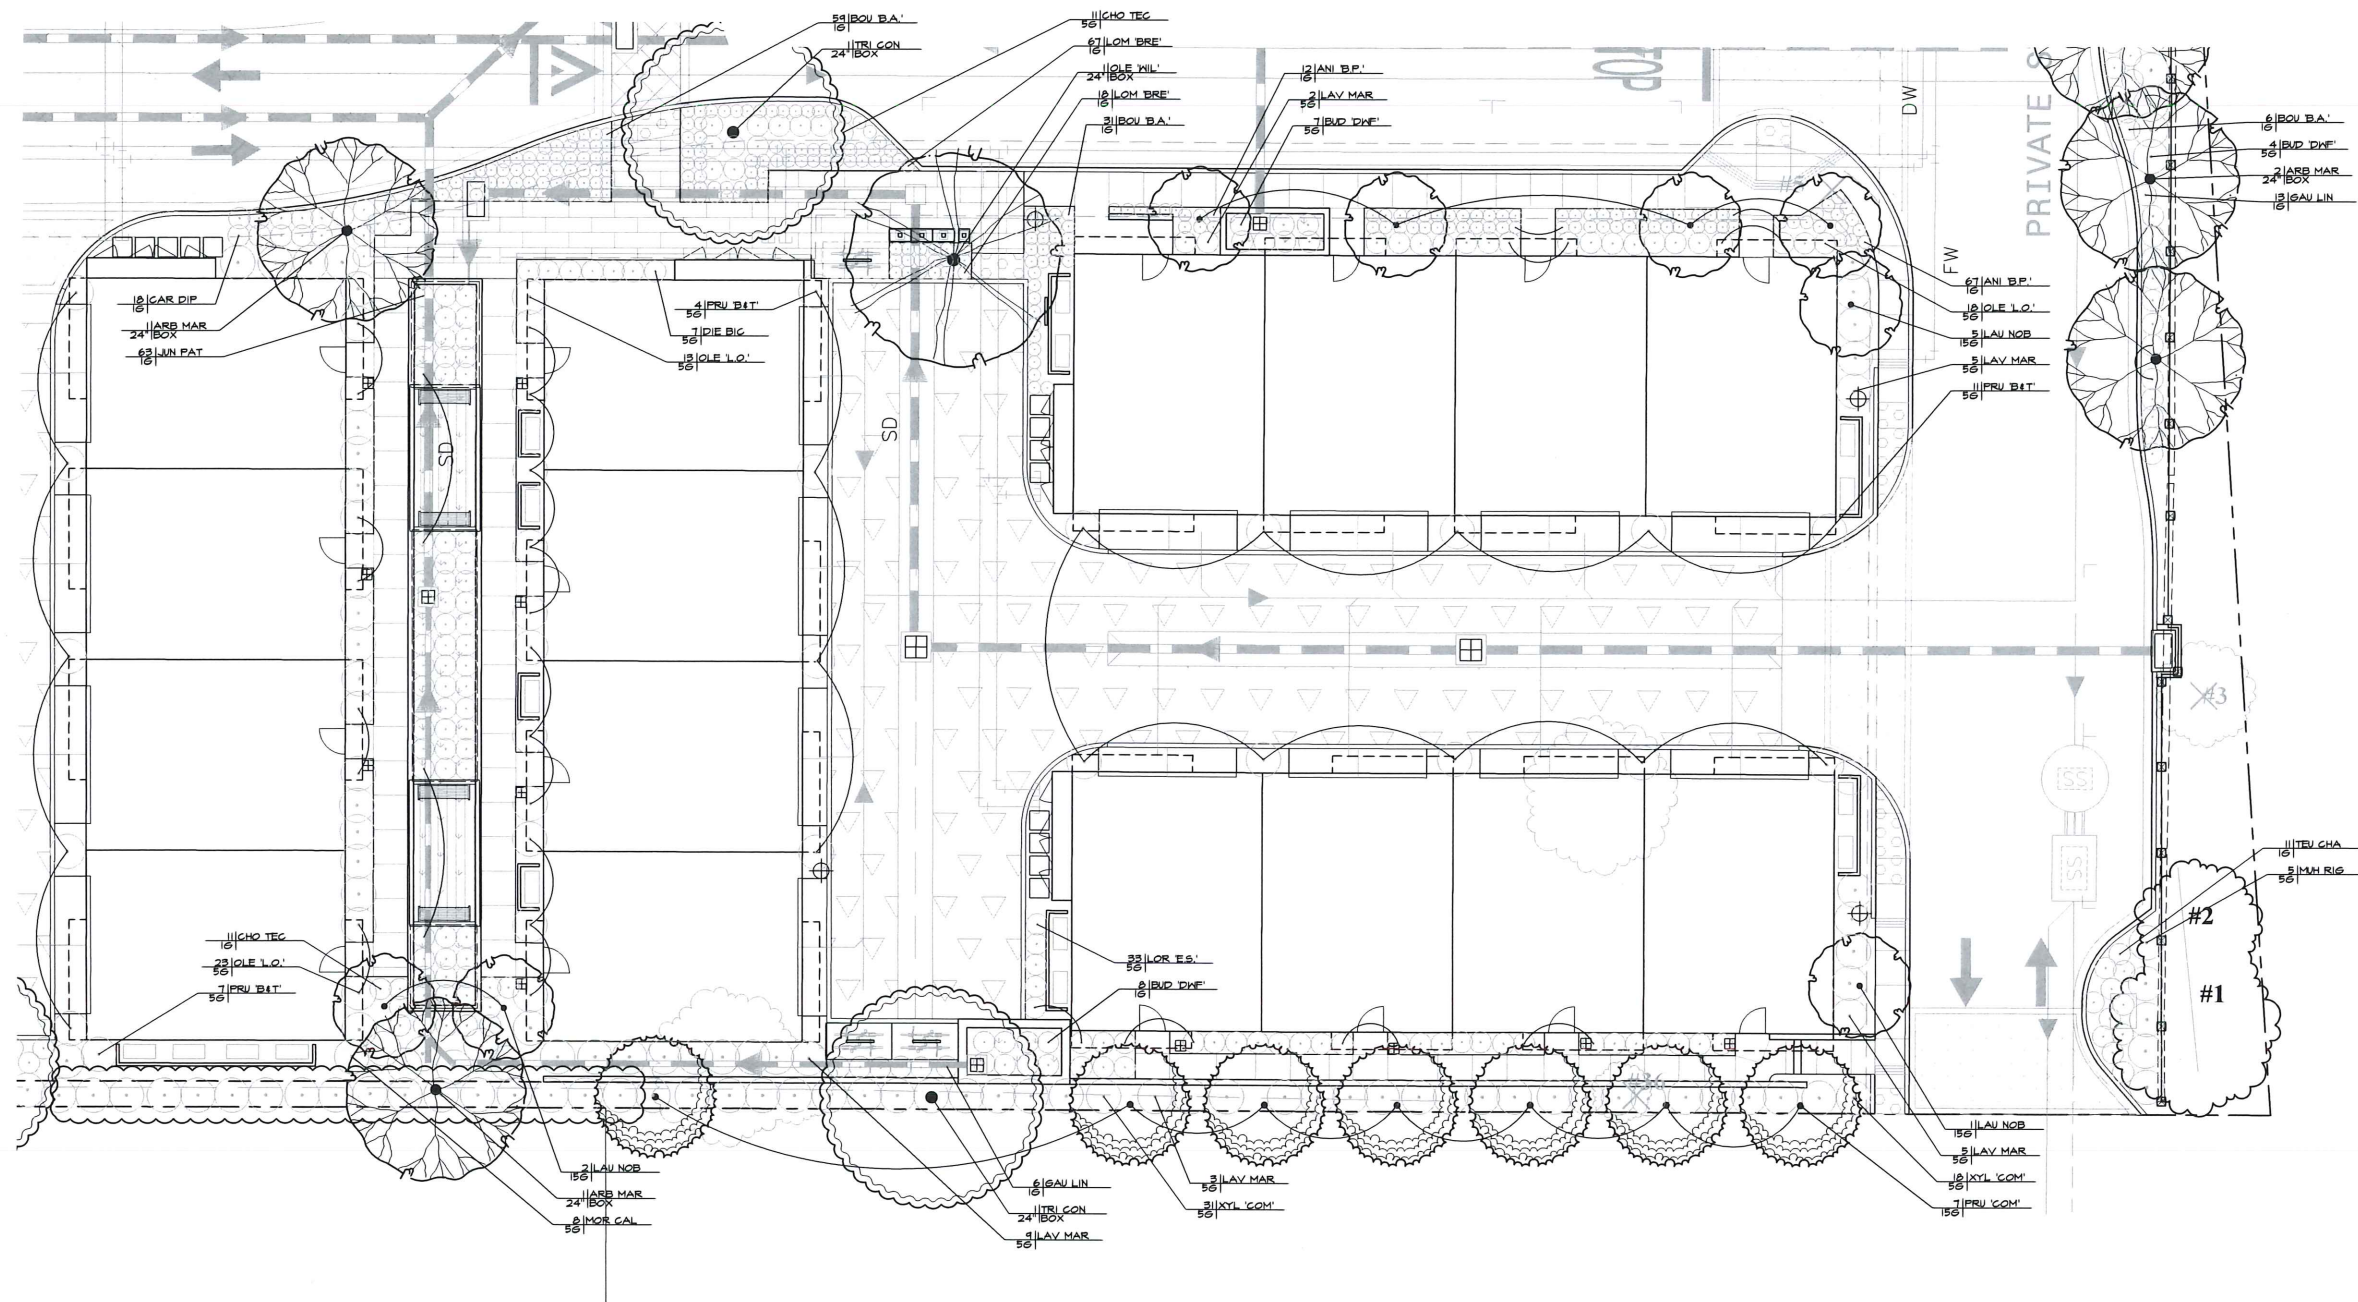 59|BOU 'B.A.'
1G
1|TRI CON
24"|BOX
11|CHO TEC
5G
67|LOM 'BRE'
1G
1|OLE 'WIL'
24"|BOX
18|LOM 'BRE'
1G
31|BOU 'B.A.'
1G
12|ANI 'B.P.'
1G
2|LAV MAR
5G
7|BUD 'DWF'
5G
DW
PRIVATE
6|BOU 'B.A.'
1G
4|BUD 'DWF'
5G
2|ARB MAR
24"|BOX
13|GAU LIN
1G
FW
67|ANI 'B.P.'
1G
18|OLE 'L.O.'
5G
5|LAU NOB
15G
5|LAV MAR
5G
11|PRU 'B&T'
5G
18|CAR DIP
1G
1|ARB MAR
24"|BOX
63|JUN PAT
1G
4|PRU 'B&T'
5G
7|DIE BIC
5G
13|OLE 'L.O.'
5G
SD
SD
#3
SS
SS
11|TEU CHA
1G
5|MUH RIG
5G
#2
#1
11|CHO TEC
1G
23|OLE 'L.O.'
5G
7|PRU 'B&T'
5G
33|LOR 'E.S.'
5G
8|BUD 'DWF'
1G
#36
2|LAU NOB
15G
1|ARB MAR
24"|BOX
8|MOR CAL
5G
6|GAU LIN
1G
1|TRI CON
24"|BOX
9|LAV MAR
5G
3|LAV MAR
5G
31|XYL 'COM'
5G
1|LAU NOB
15G
5|LAV MAR
5G
18|XYL 'COM'
5G
7|PRU 'COM'
15G